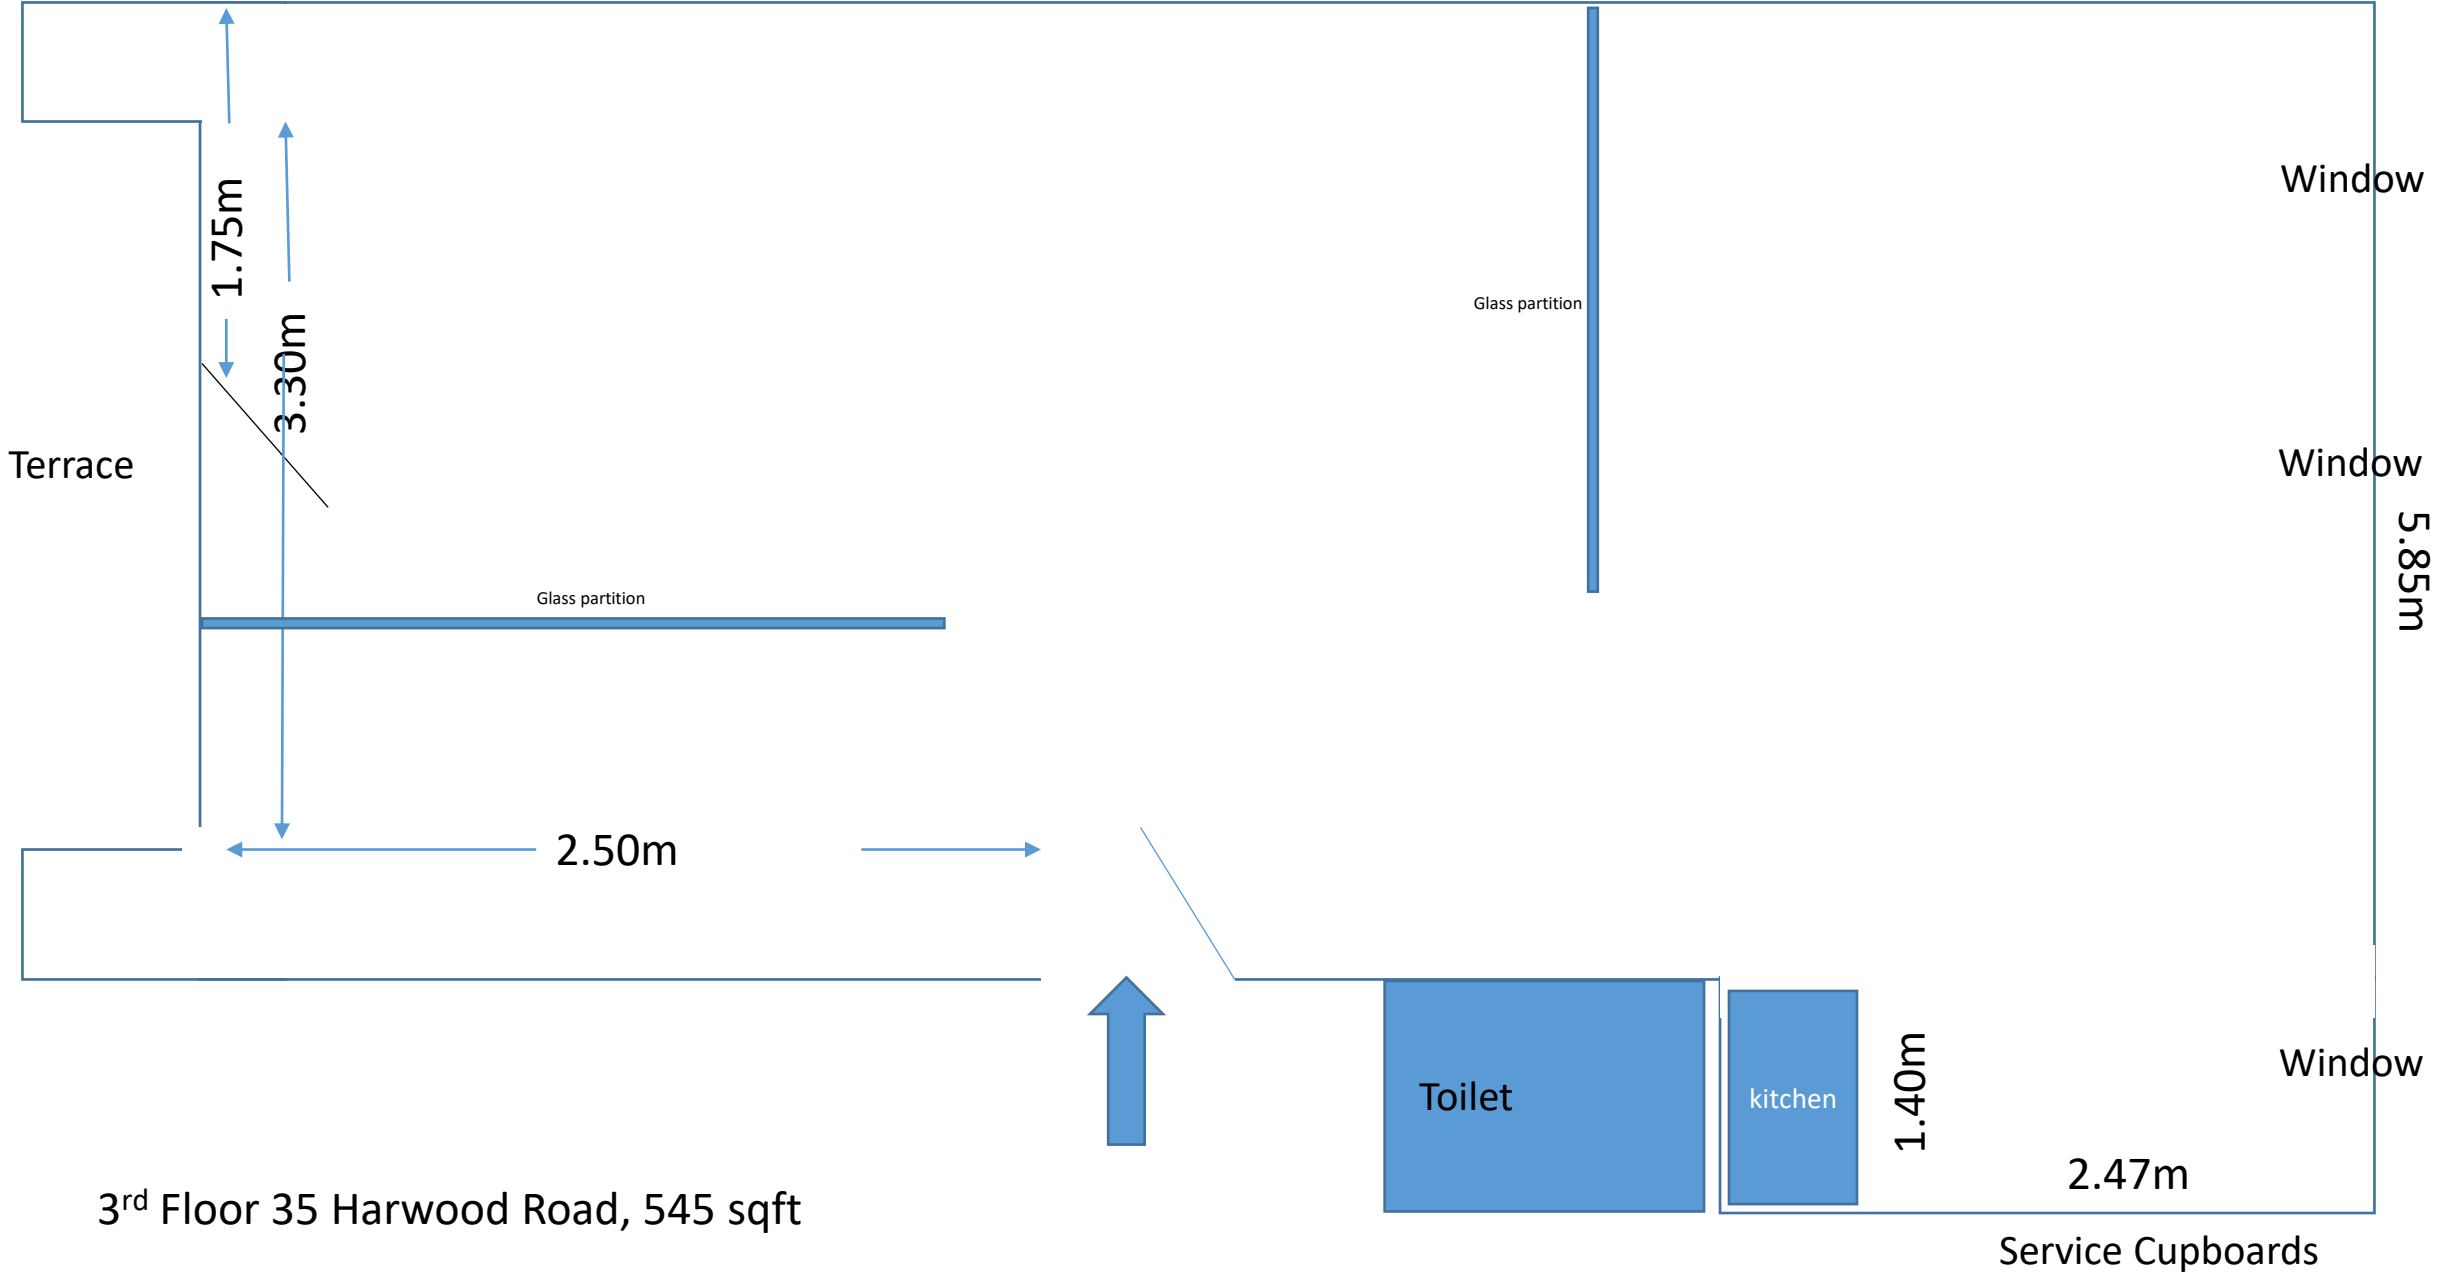 Window
1.75m
Glass partition
3.30m
Terrace
Window
5.85m
Glass partition
2.50m
Toilet
kitchen
1.40m
Window
2.47m
3rd Floor 35 Harwood Road, 545 sqft
Service Cupboards